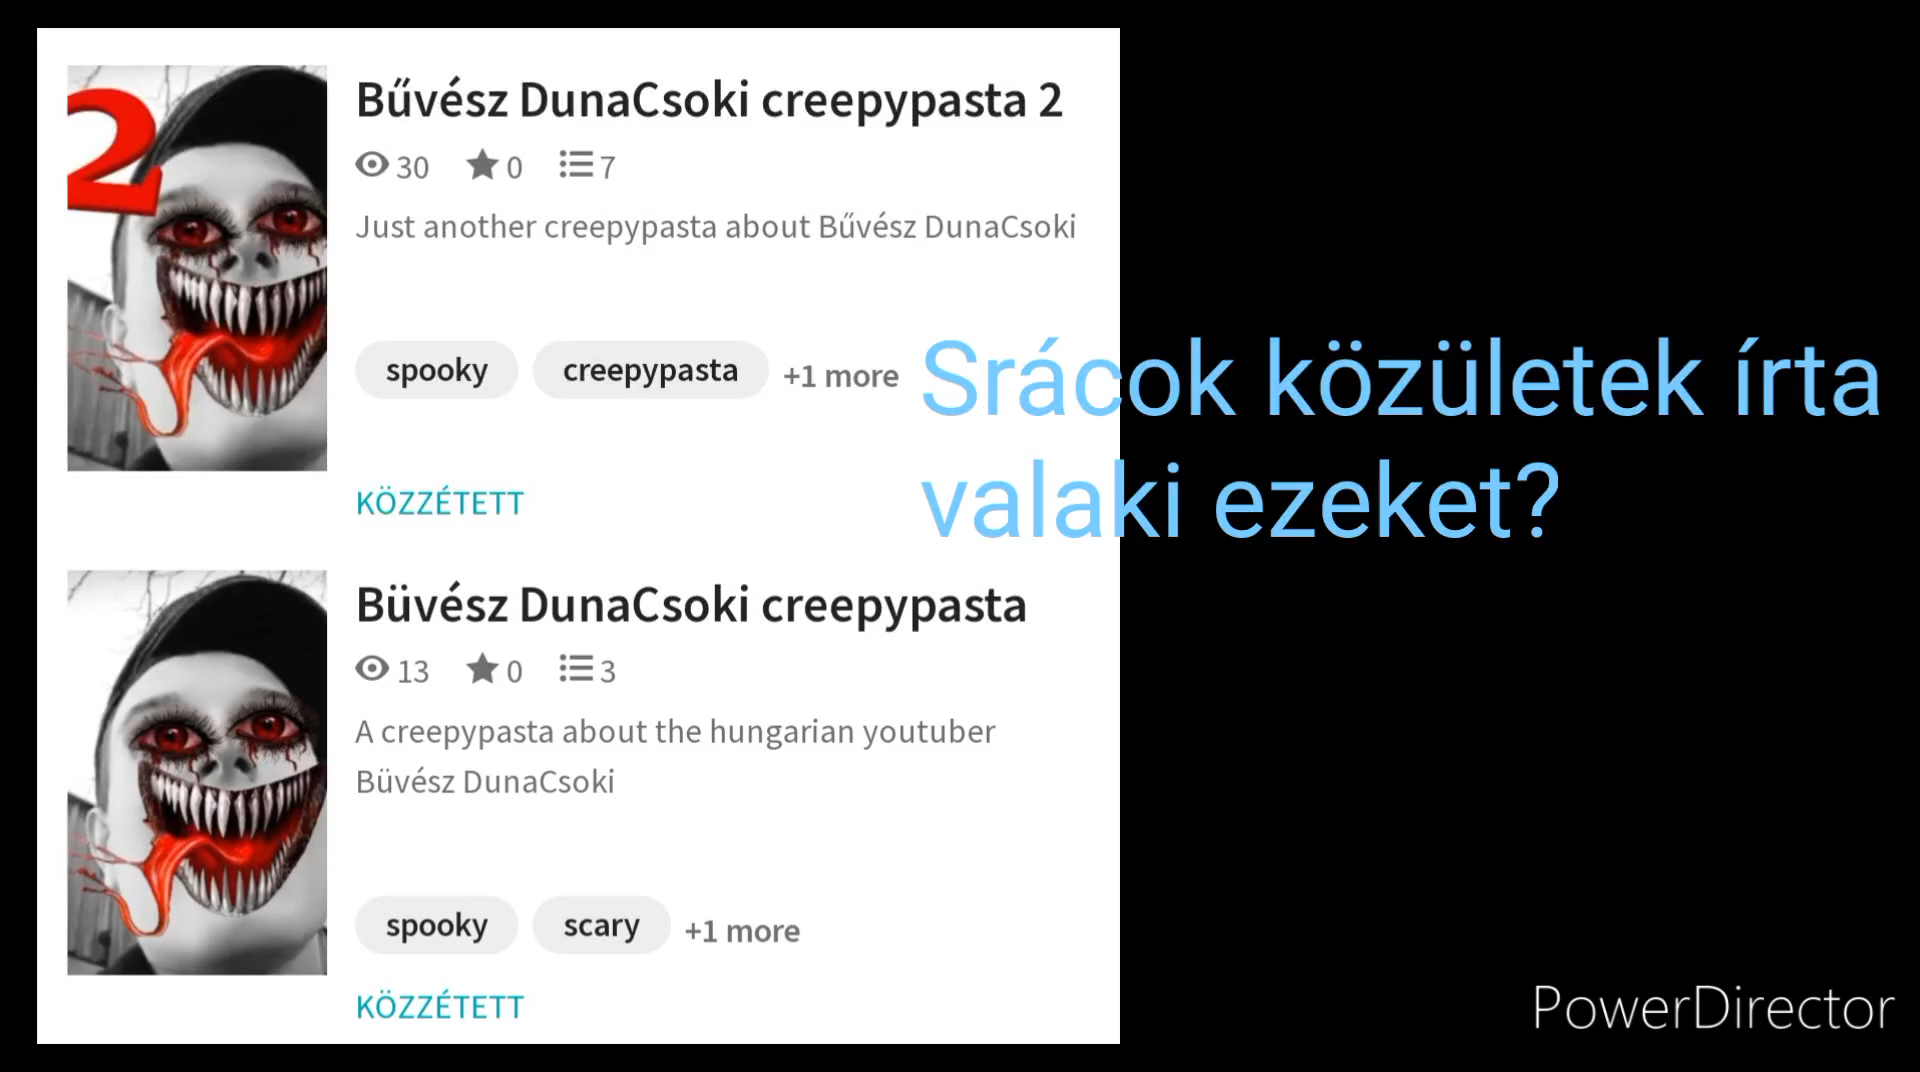 2
Bűvész DunaCsoki creepypasta 2
30 0 7
Just another creepypasta about Bűvész DunaCsoki
spooky creepypasta +1 more
Srácok közületek írta
valaki ezeket?
KÖZZÉTETT
Büvész DunaCsoki creepypasta
13 0 3
A creepypasta about the hungarian youtuber
Büvész DunaCsoki
spooky scary +1 more
KÖZZÉTETT
PowerDirector